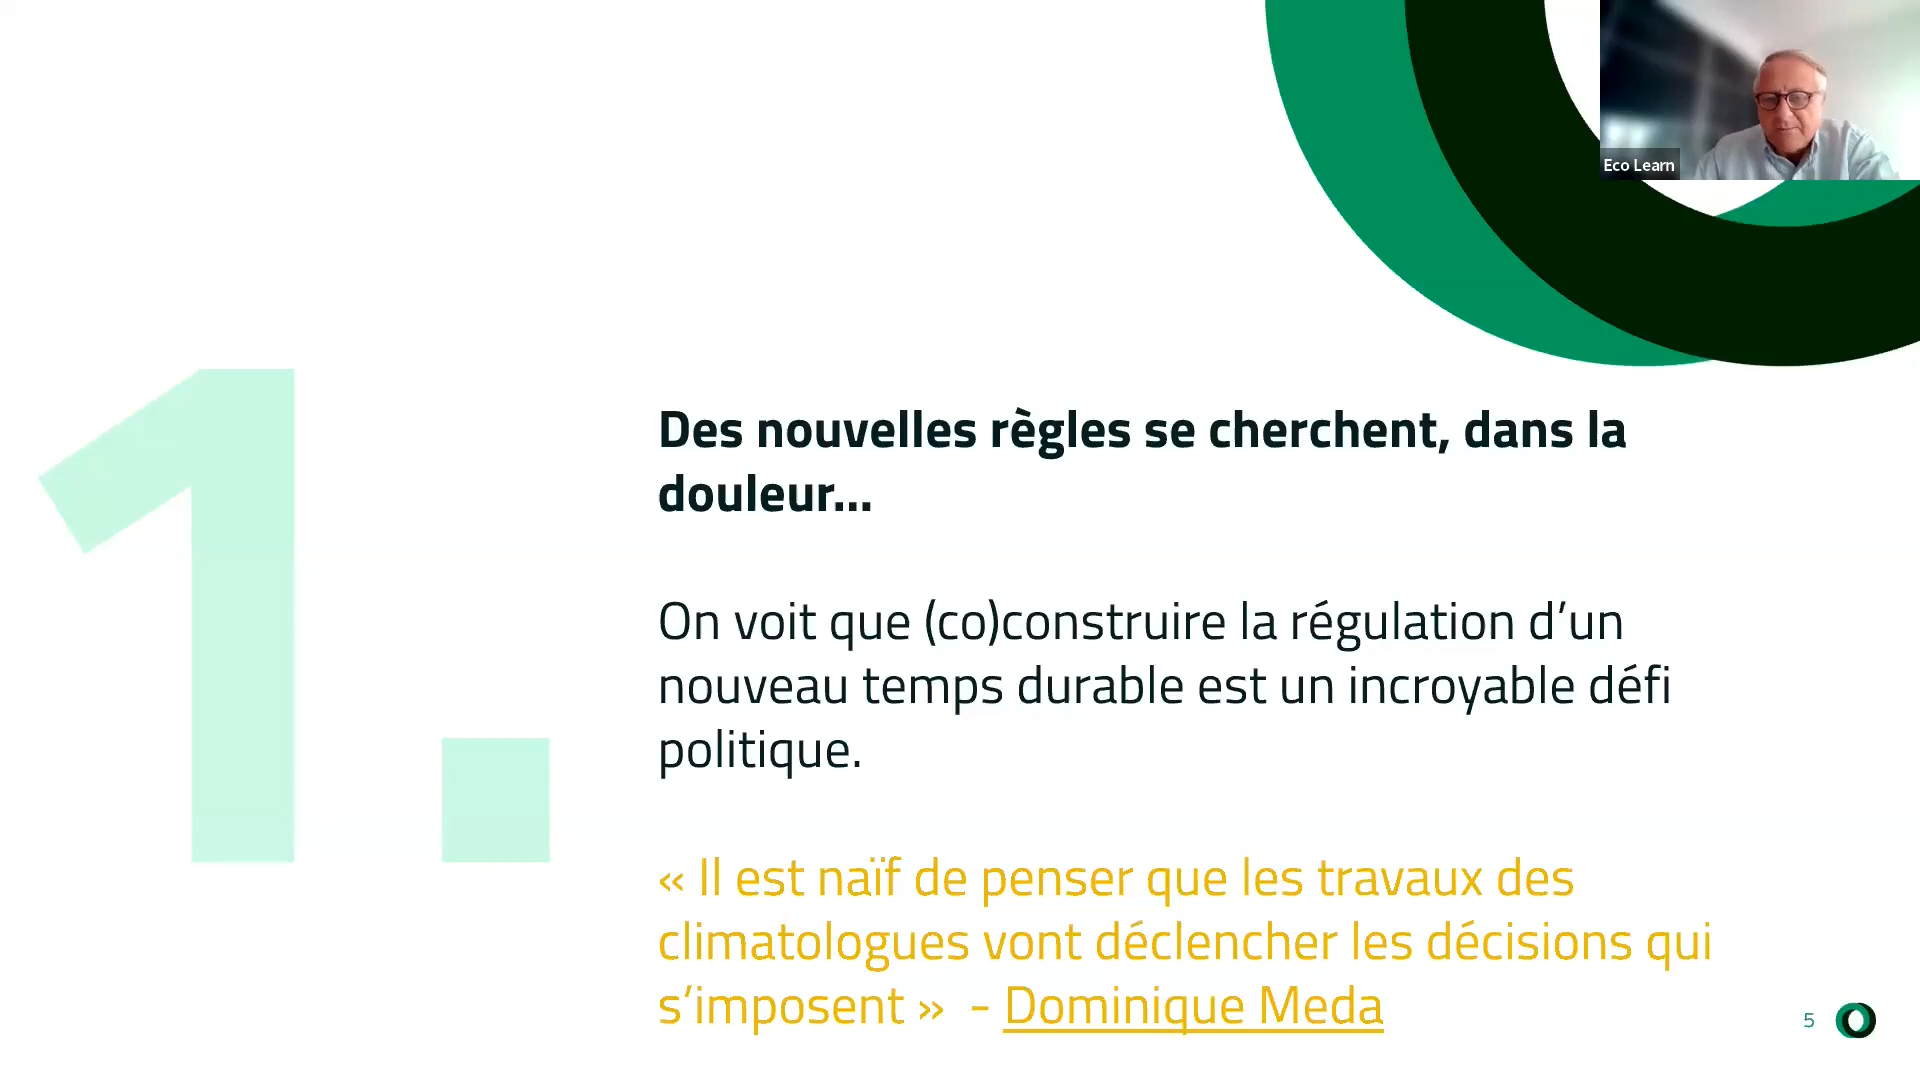 Eco Learn
1.
Des nouvelles règles se cherchent, dans la
douleur...
On voit que (co)construire la régulation d’un
nouveau temps durable est un incroyable défi
politique.
« Il est naïf de penser que les travaux des
climatologues vont déclencher les décisions qui
s’imposent » - Dominique Meda
5